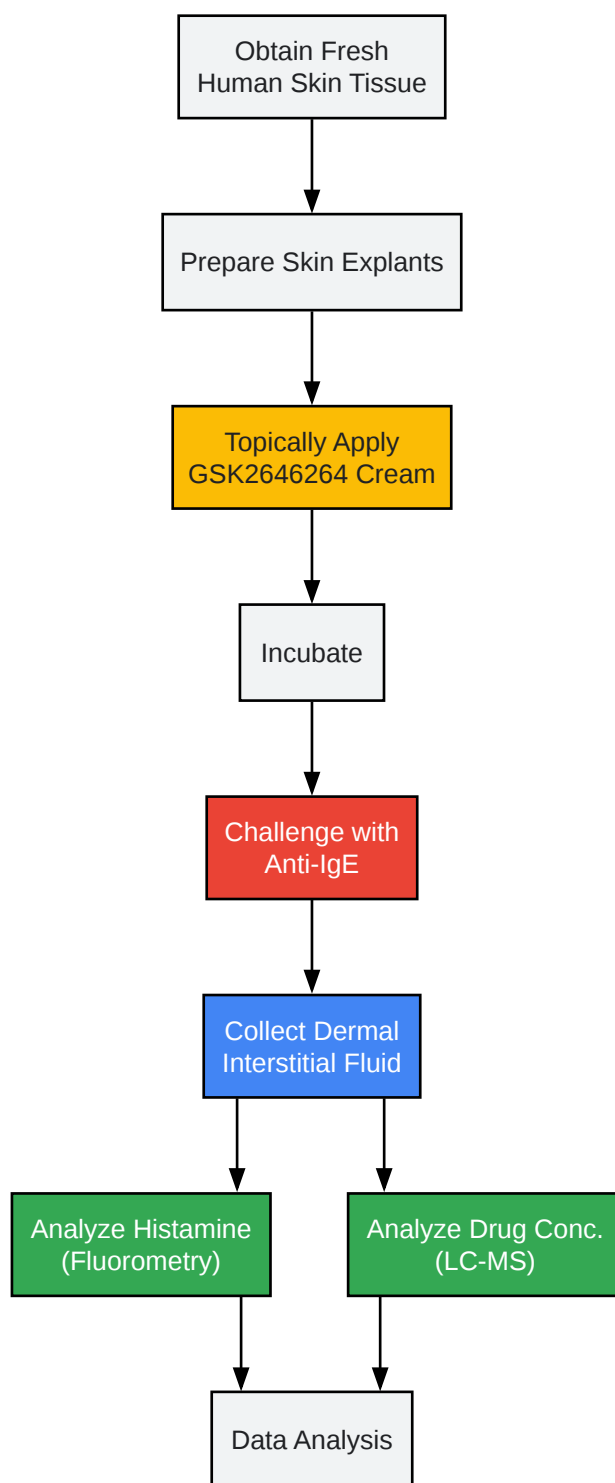 Obtain Fresh
Human Skin Tissue
Prepare Skin Explants
Topically Apply
GSK2646264 Cream
Incubate
Challenge with
Anti-IgE
Collect Dermal
Interstitial Fluid
Analyze Histamine
(Fluorometry)
Analyze Drug Conc.
(LC-MS)
Data Analysis